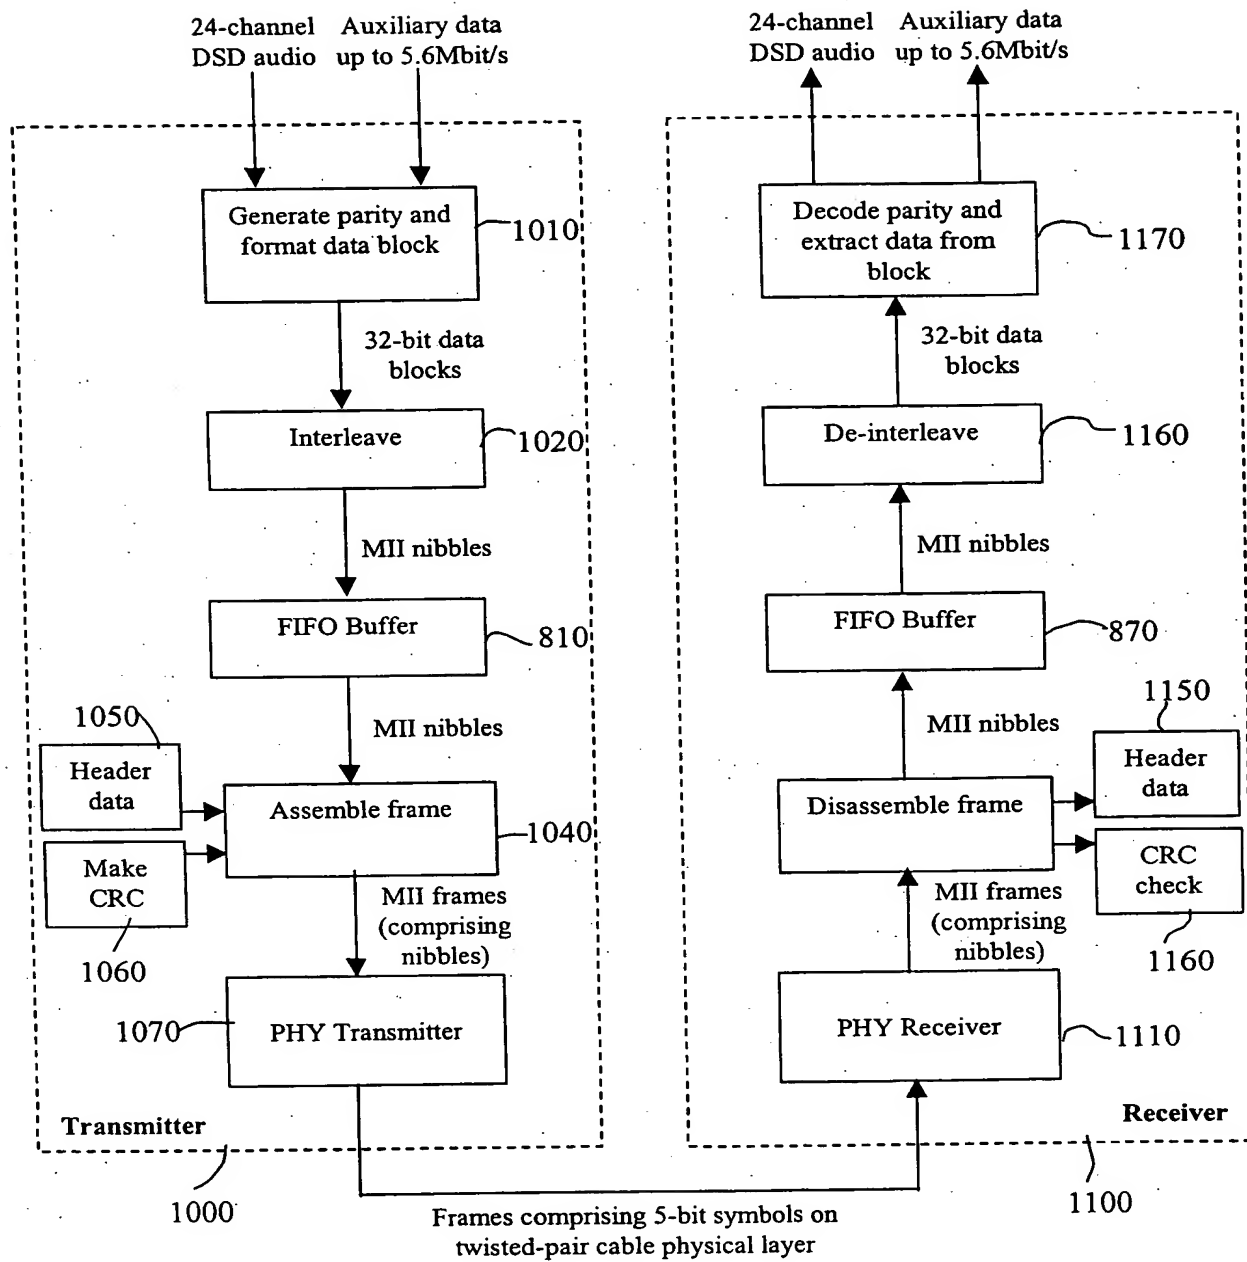 24-channel
DSD audio
Auxiliary data
up to 5.6Mbit/s
Generate parity and
format data block
1010
32-bit data
blocks
Interleave
1020
MII nibbles
FIFO Buffer
810
MII nibbles
1050
Header
data
Assemble frame
1040
Make
CRC
1060
MII frames
(comprising
nibbles)
1070
PHY Transmitter
Transmitter
1000
24-channel
DSD audio
Auxiliary data
up to 5.6Mbit/s
Decode parity and
extract data from
block
1170
32-bit data
blocks
De-interleave
1160
MII nibbles
FIFO Buffer
870
MII nibbles
1150
Header
data
Disassemble frame
CRC
check
1160
MII frames
(comprising
nibbles)
PHY Receiver
1110
Receiver
1100
Frames comprising 5-bit symbols on
twisted-pair cable physical layer